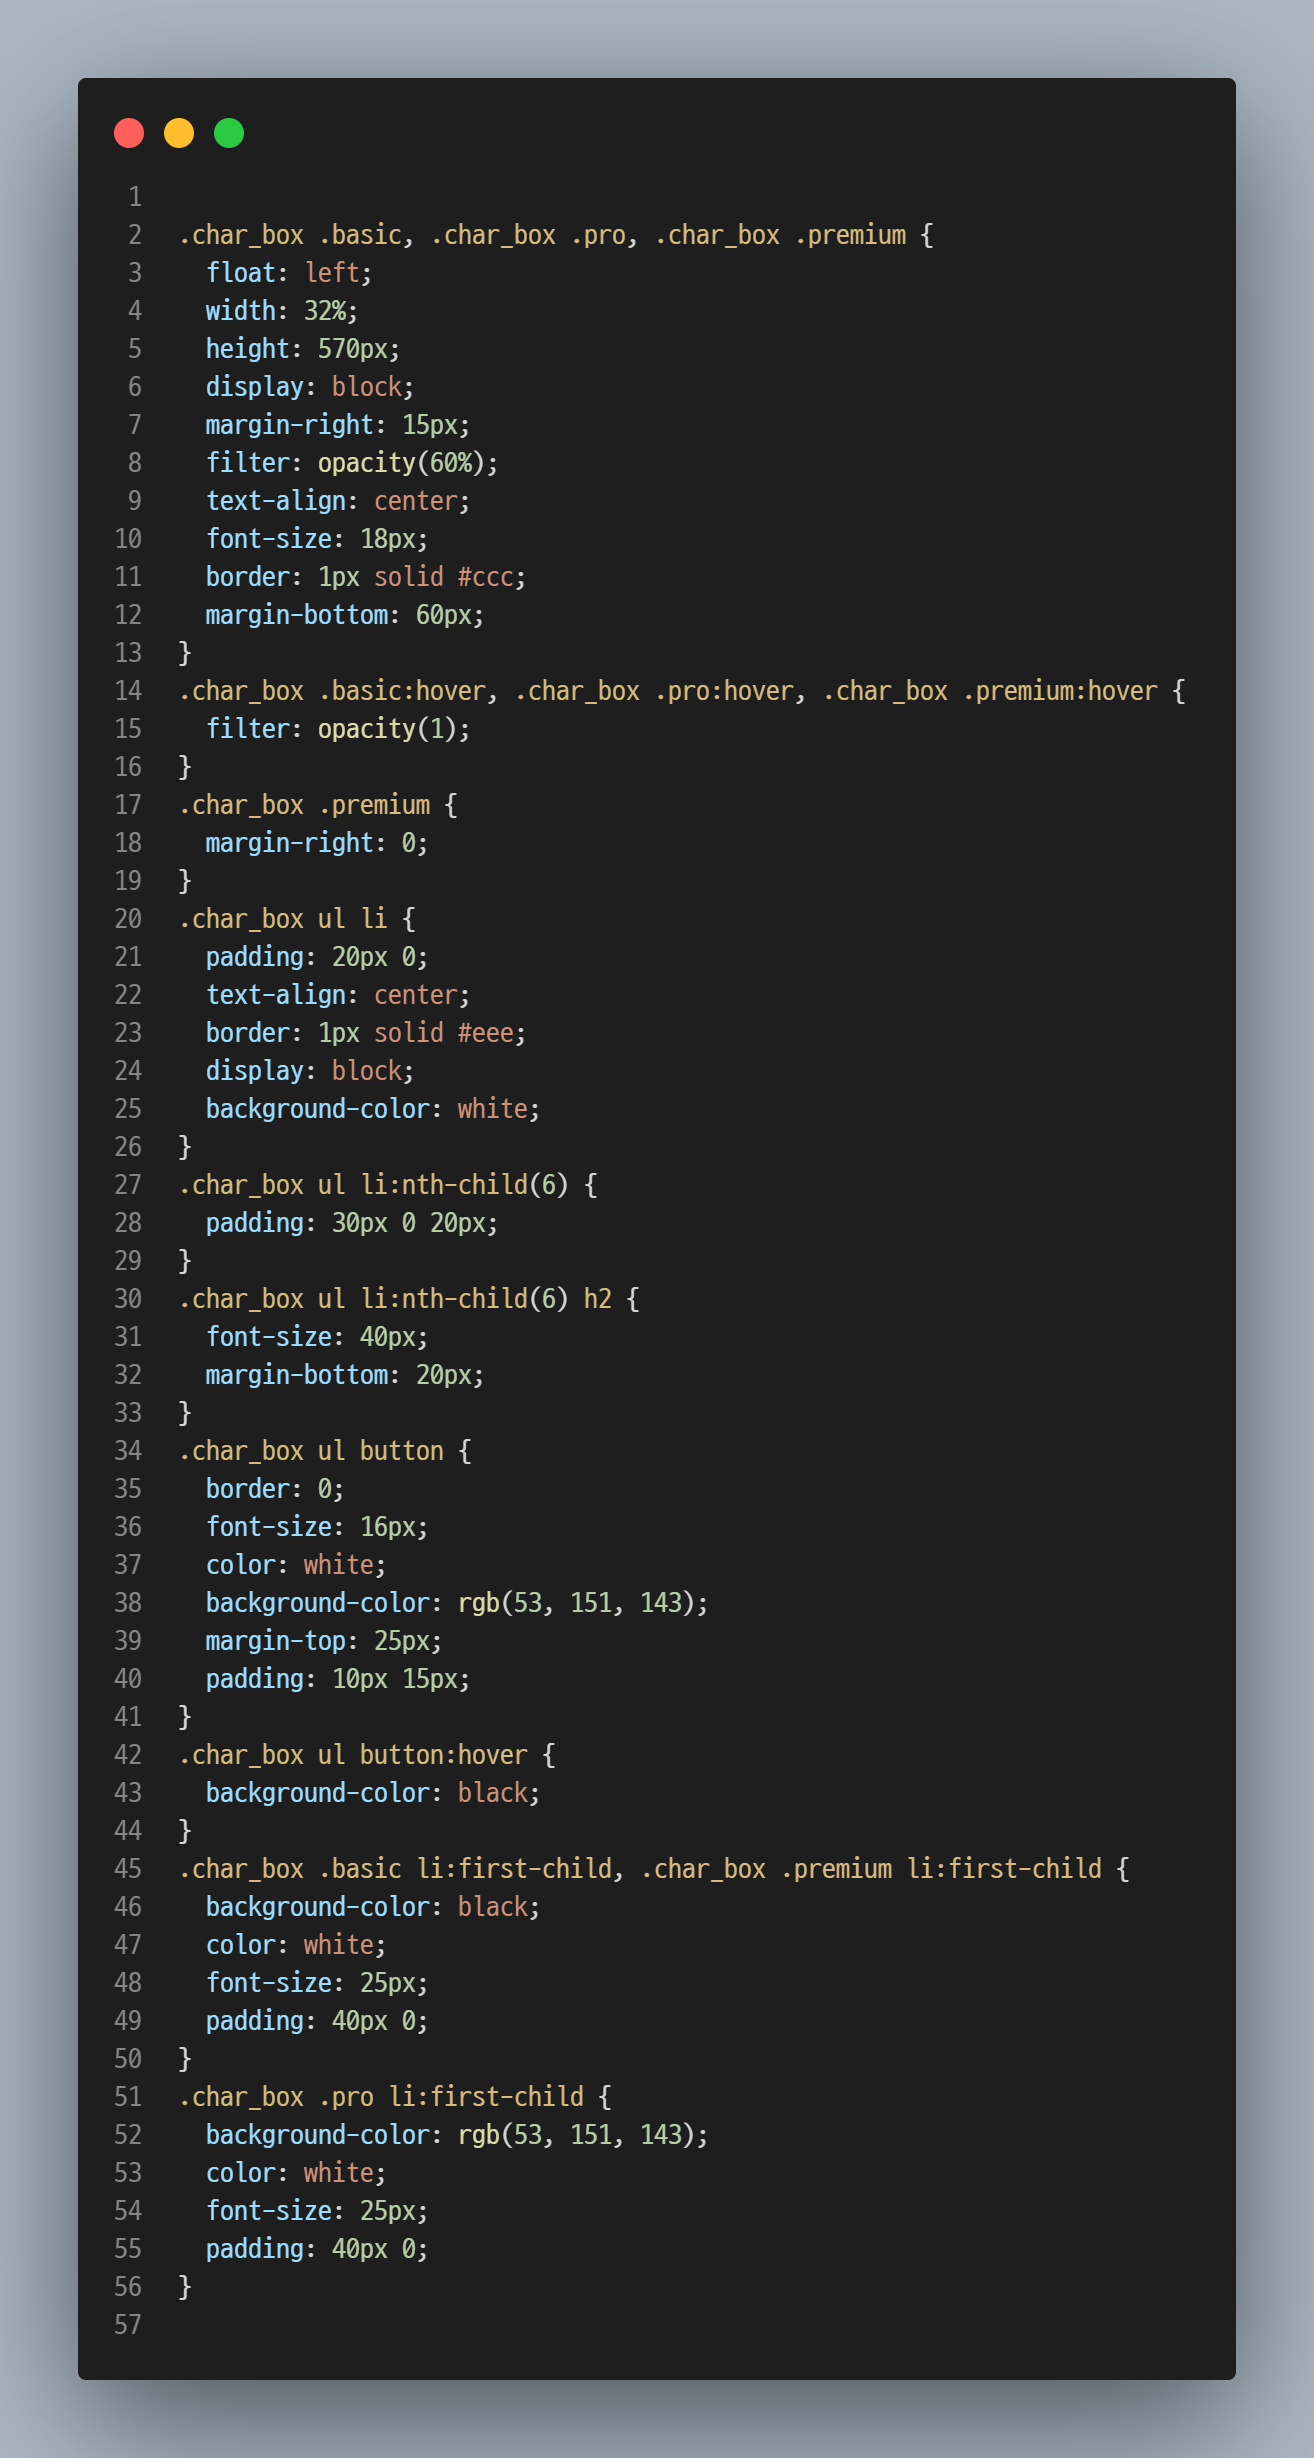 1
2 .char_box .basic, .char_box .pro, .char_box .premium {
3   float: left;
4   width: 32%;
5   height: 570px;
6   display: block;
7   margin-right: 15px;
8   filter: opacity(60%);
9   text-align: center;
10   font-size: 18px;
11   border: 1px solid #ccc;
12   margin-bottom: 60px;
13 }
14 .char_box .basic:hover, .char_box .pro:hover, .char_box .premium:hover {
15   filter: opacity(1);
16 }
17 .char_box .premium {
18   margin-right: 0;
19 }
20 .char_box ul li {
21   padding: 20px 0;
22   text-align: center;
23   border: 1px solid #eee;
24   display: block;
25   background-color: white;
26 }
27 .char_box ul li:nth-child(6) {
28   padding: 30px 0 20px;
29 }
30 .char_box ul li:nth-child(6) h2 {
31   font-size: 40px;
32   margin-bottom: 20px;
33 }
34 .char_box ul button {
35   border: 0;
36   font-size: 16px;
37   color: white;
38   background-color: rgb(53, 151, 143);
39   margin-top: 25px;
40   padding: 10px 15px;
41 }
42 .char_box ul button:hover {
43   background-color: black;
44 }
45 .char_box .basic li:first-child, .char_box .premium li:first-child {
46   background-color: black;
47   color: white;
48   font-size: 25px;
49   padding: 40px 0;
50 }
51 .char_box .pro li:first-child {
52   background-color: rgb(53, 151, 143);
53   color: white;
54   font-size: 25px;
55   padding: 40px 0;
56 }
57